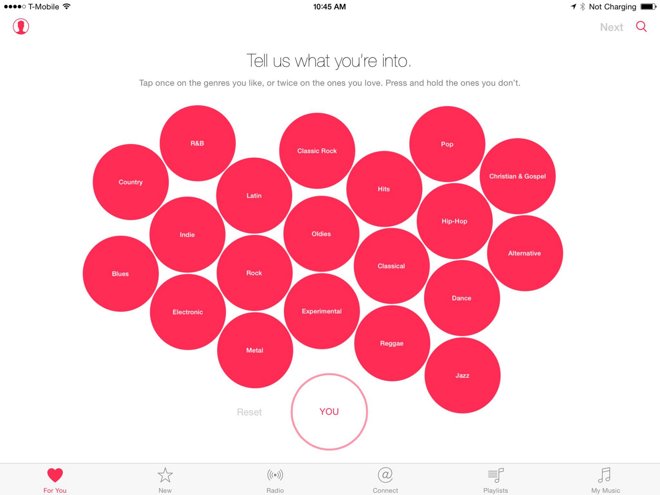 T-Mobile
10:45 AM
Not Charging
Next
Tell us what you're into.
Tap once on the genres you like, or twice on the ones you love. Press and hold the ones you don't.
R&B
Classic Rock
Pop
Country
Christian & Gospel
Hits
Latin
Hip-Hop
Indie
Oldies
Alternative
Classical
Blues
Rock
Dance
Electronic
Experimental
Reggae
Metal
Jazz
Reset
YOU
For You
New
Radio
Connect
Playlists
My Music